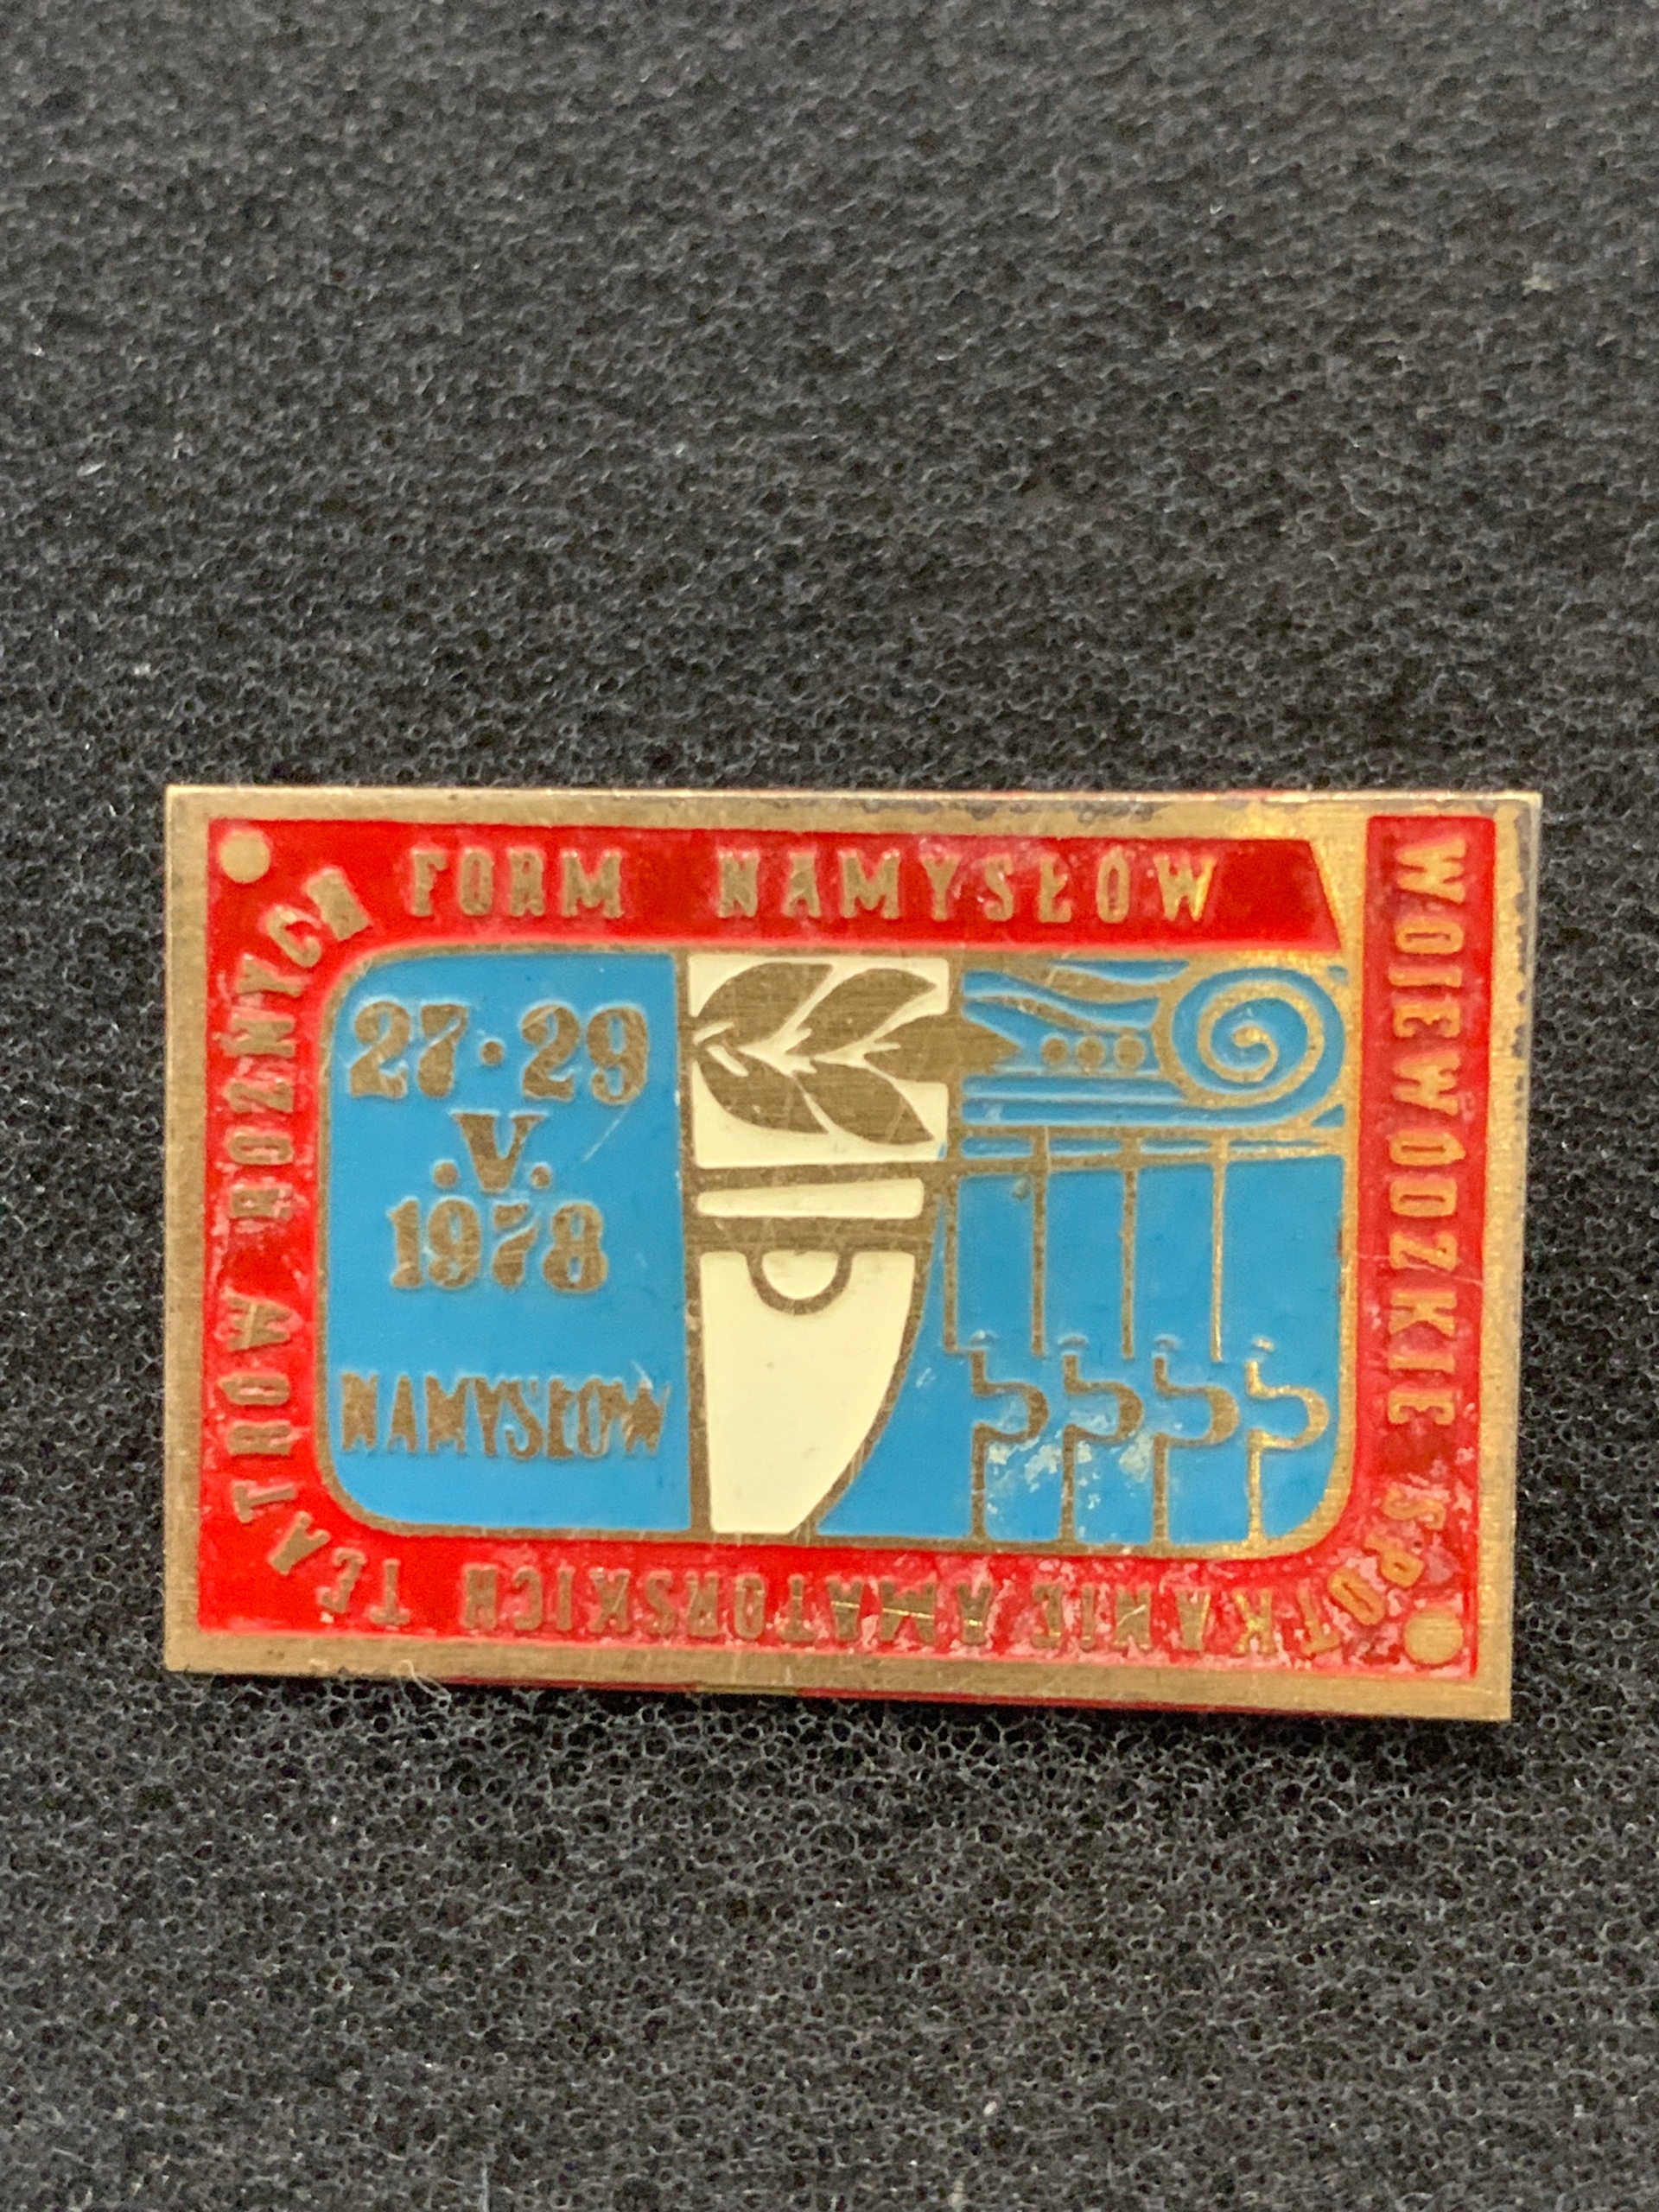 WOJEWÓDZKIE SPOTKANIE AMATORSKICH TEATRÓW RÓŻNYCH FORM NAMYSŁÓW
27·29
.V.
1978
NAMYSŁÓW